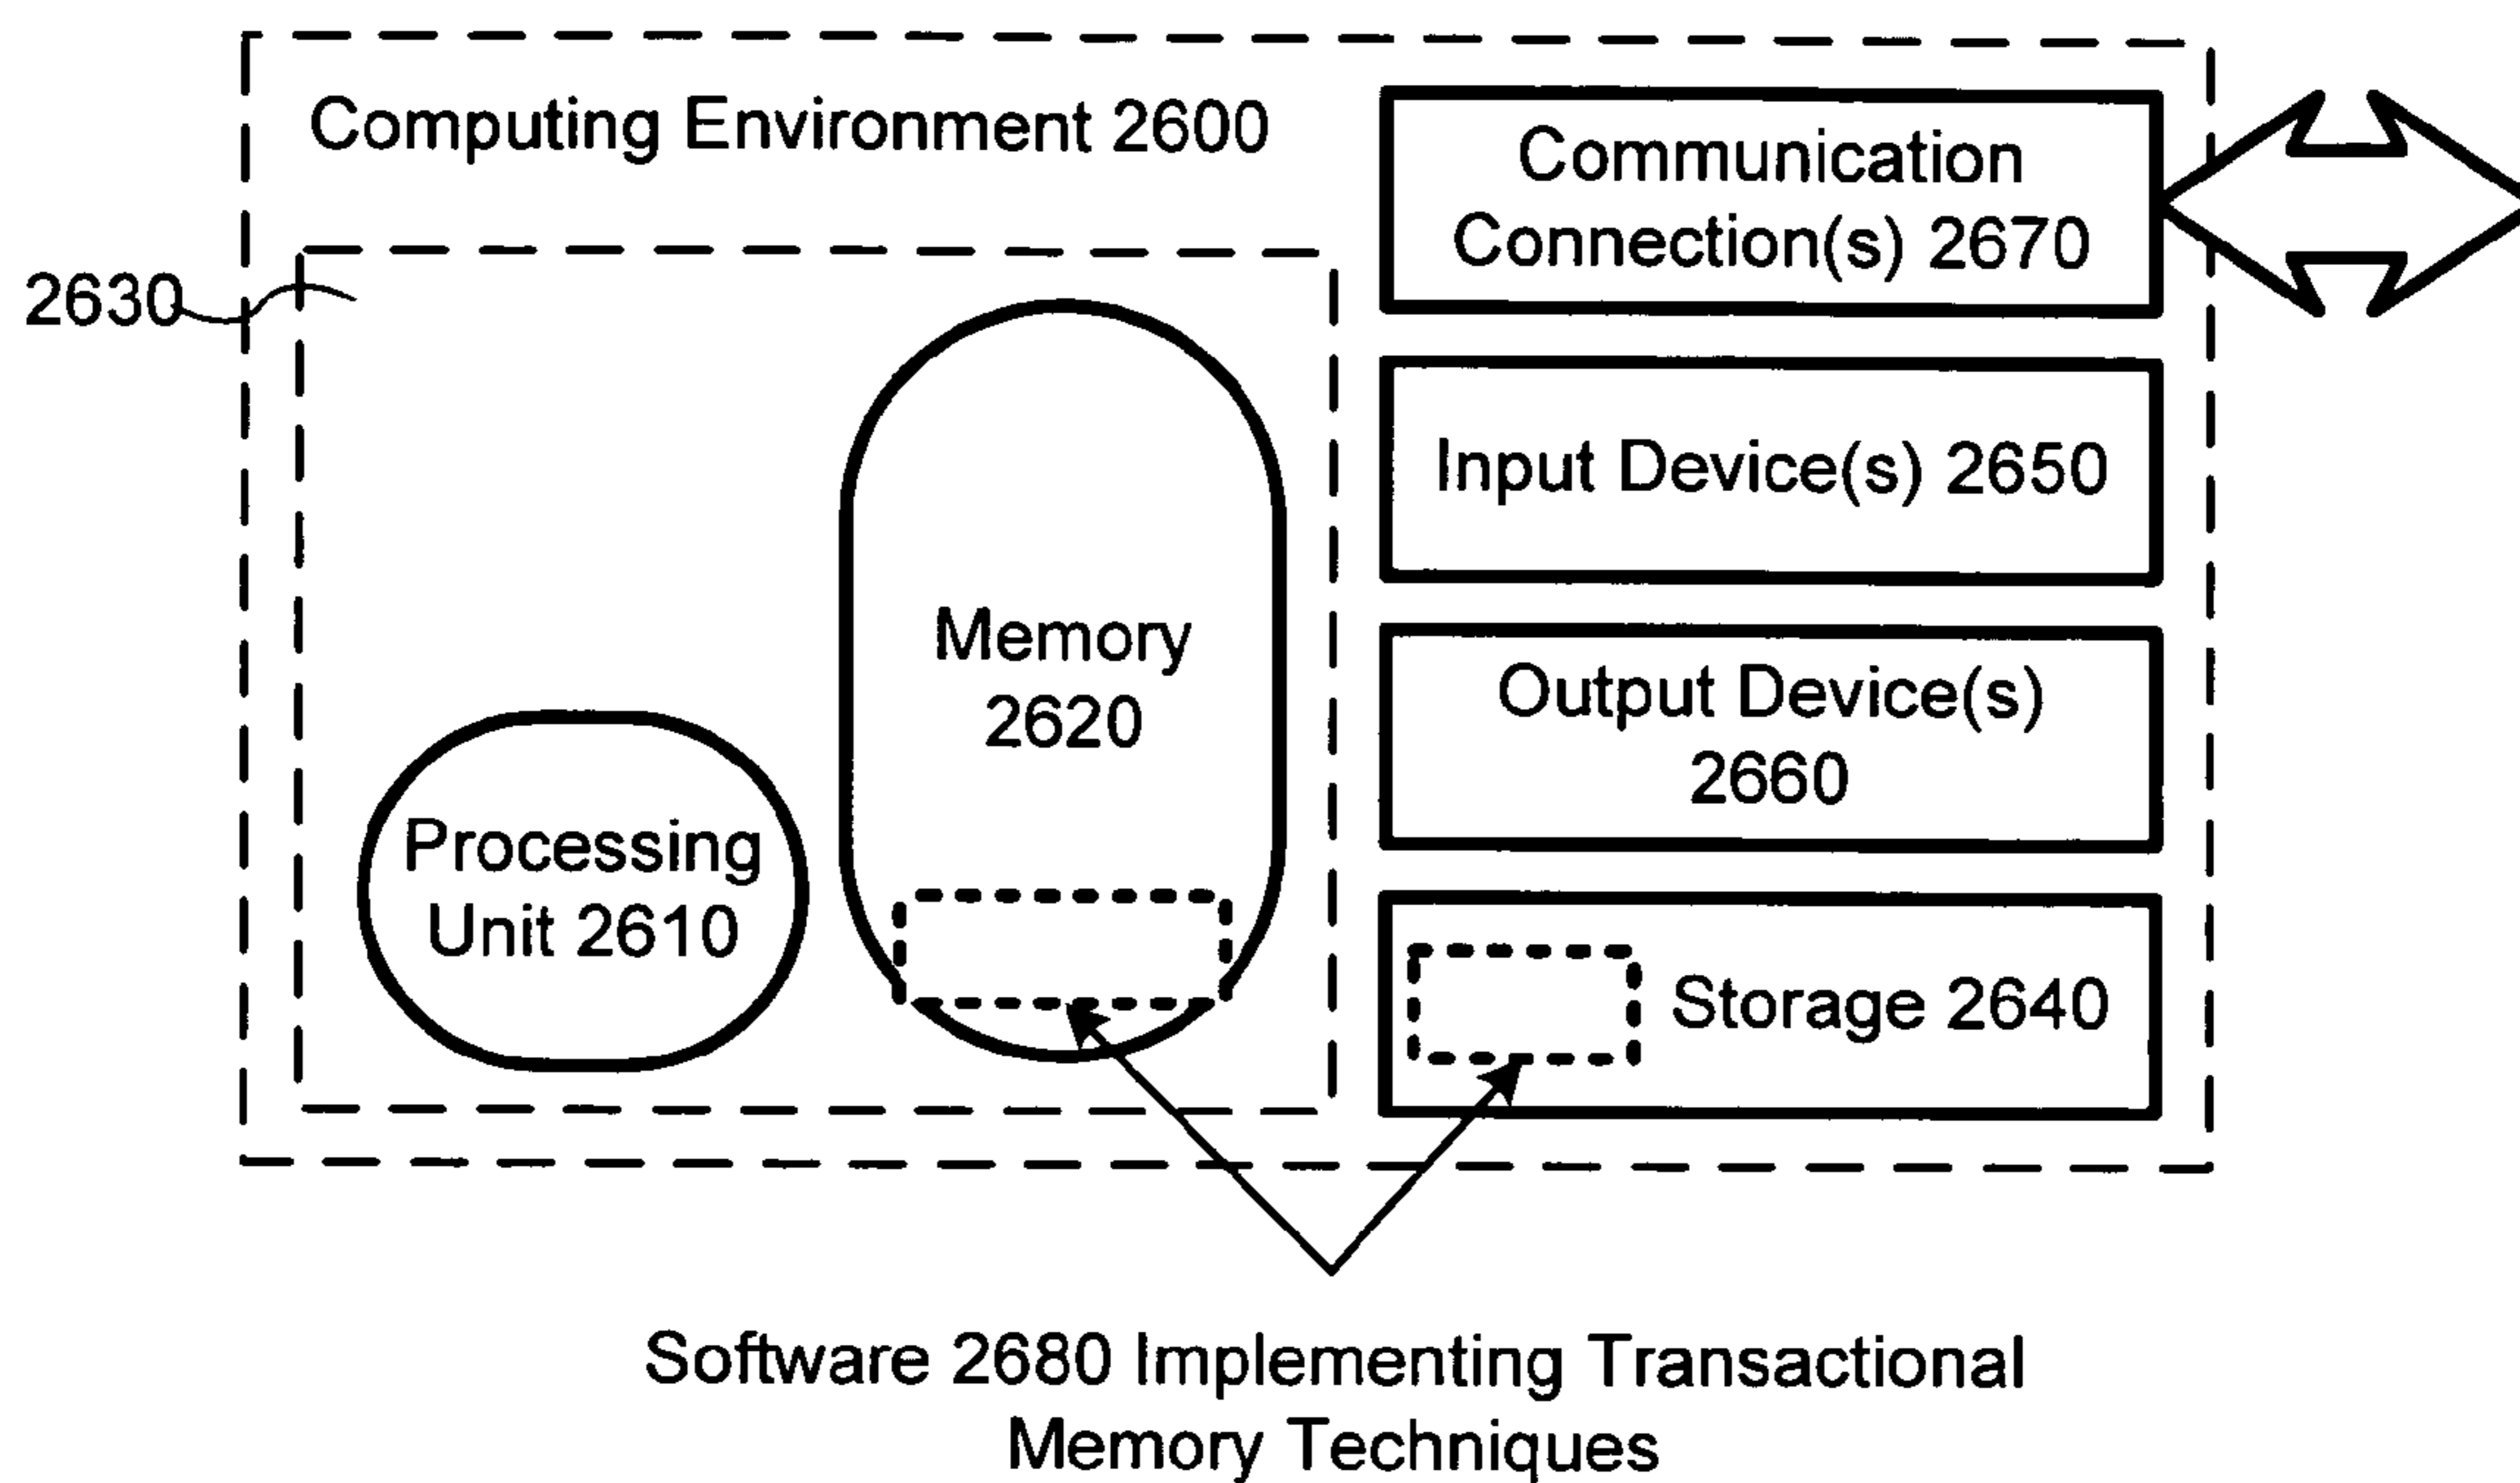 Computing Environment 2600
Communication
Connection(s) 2670
2630
Input Device(s) 2650
Memory
2620
Output Device(s)
2660
Processing
Unit 2610
Storage 2640
Software 2680 Implementing Transactional
Memory Techniques